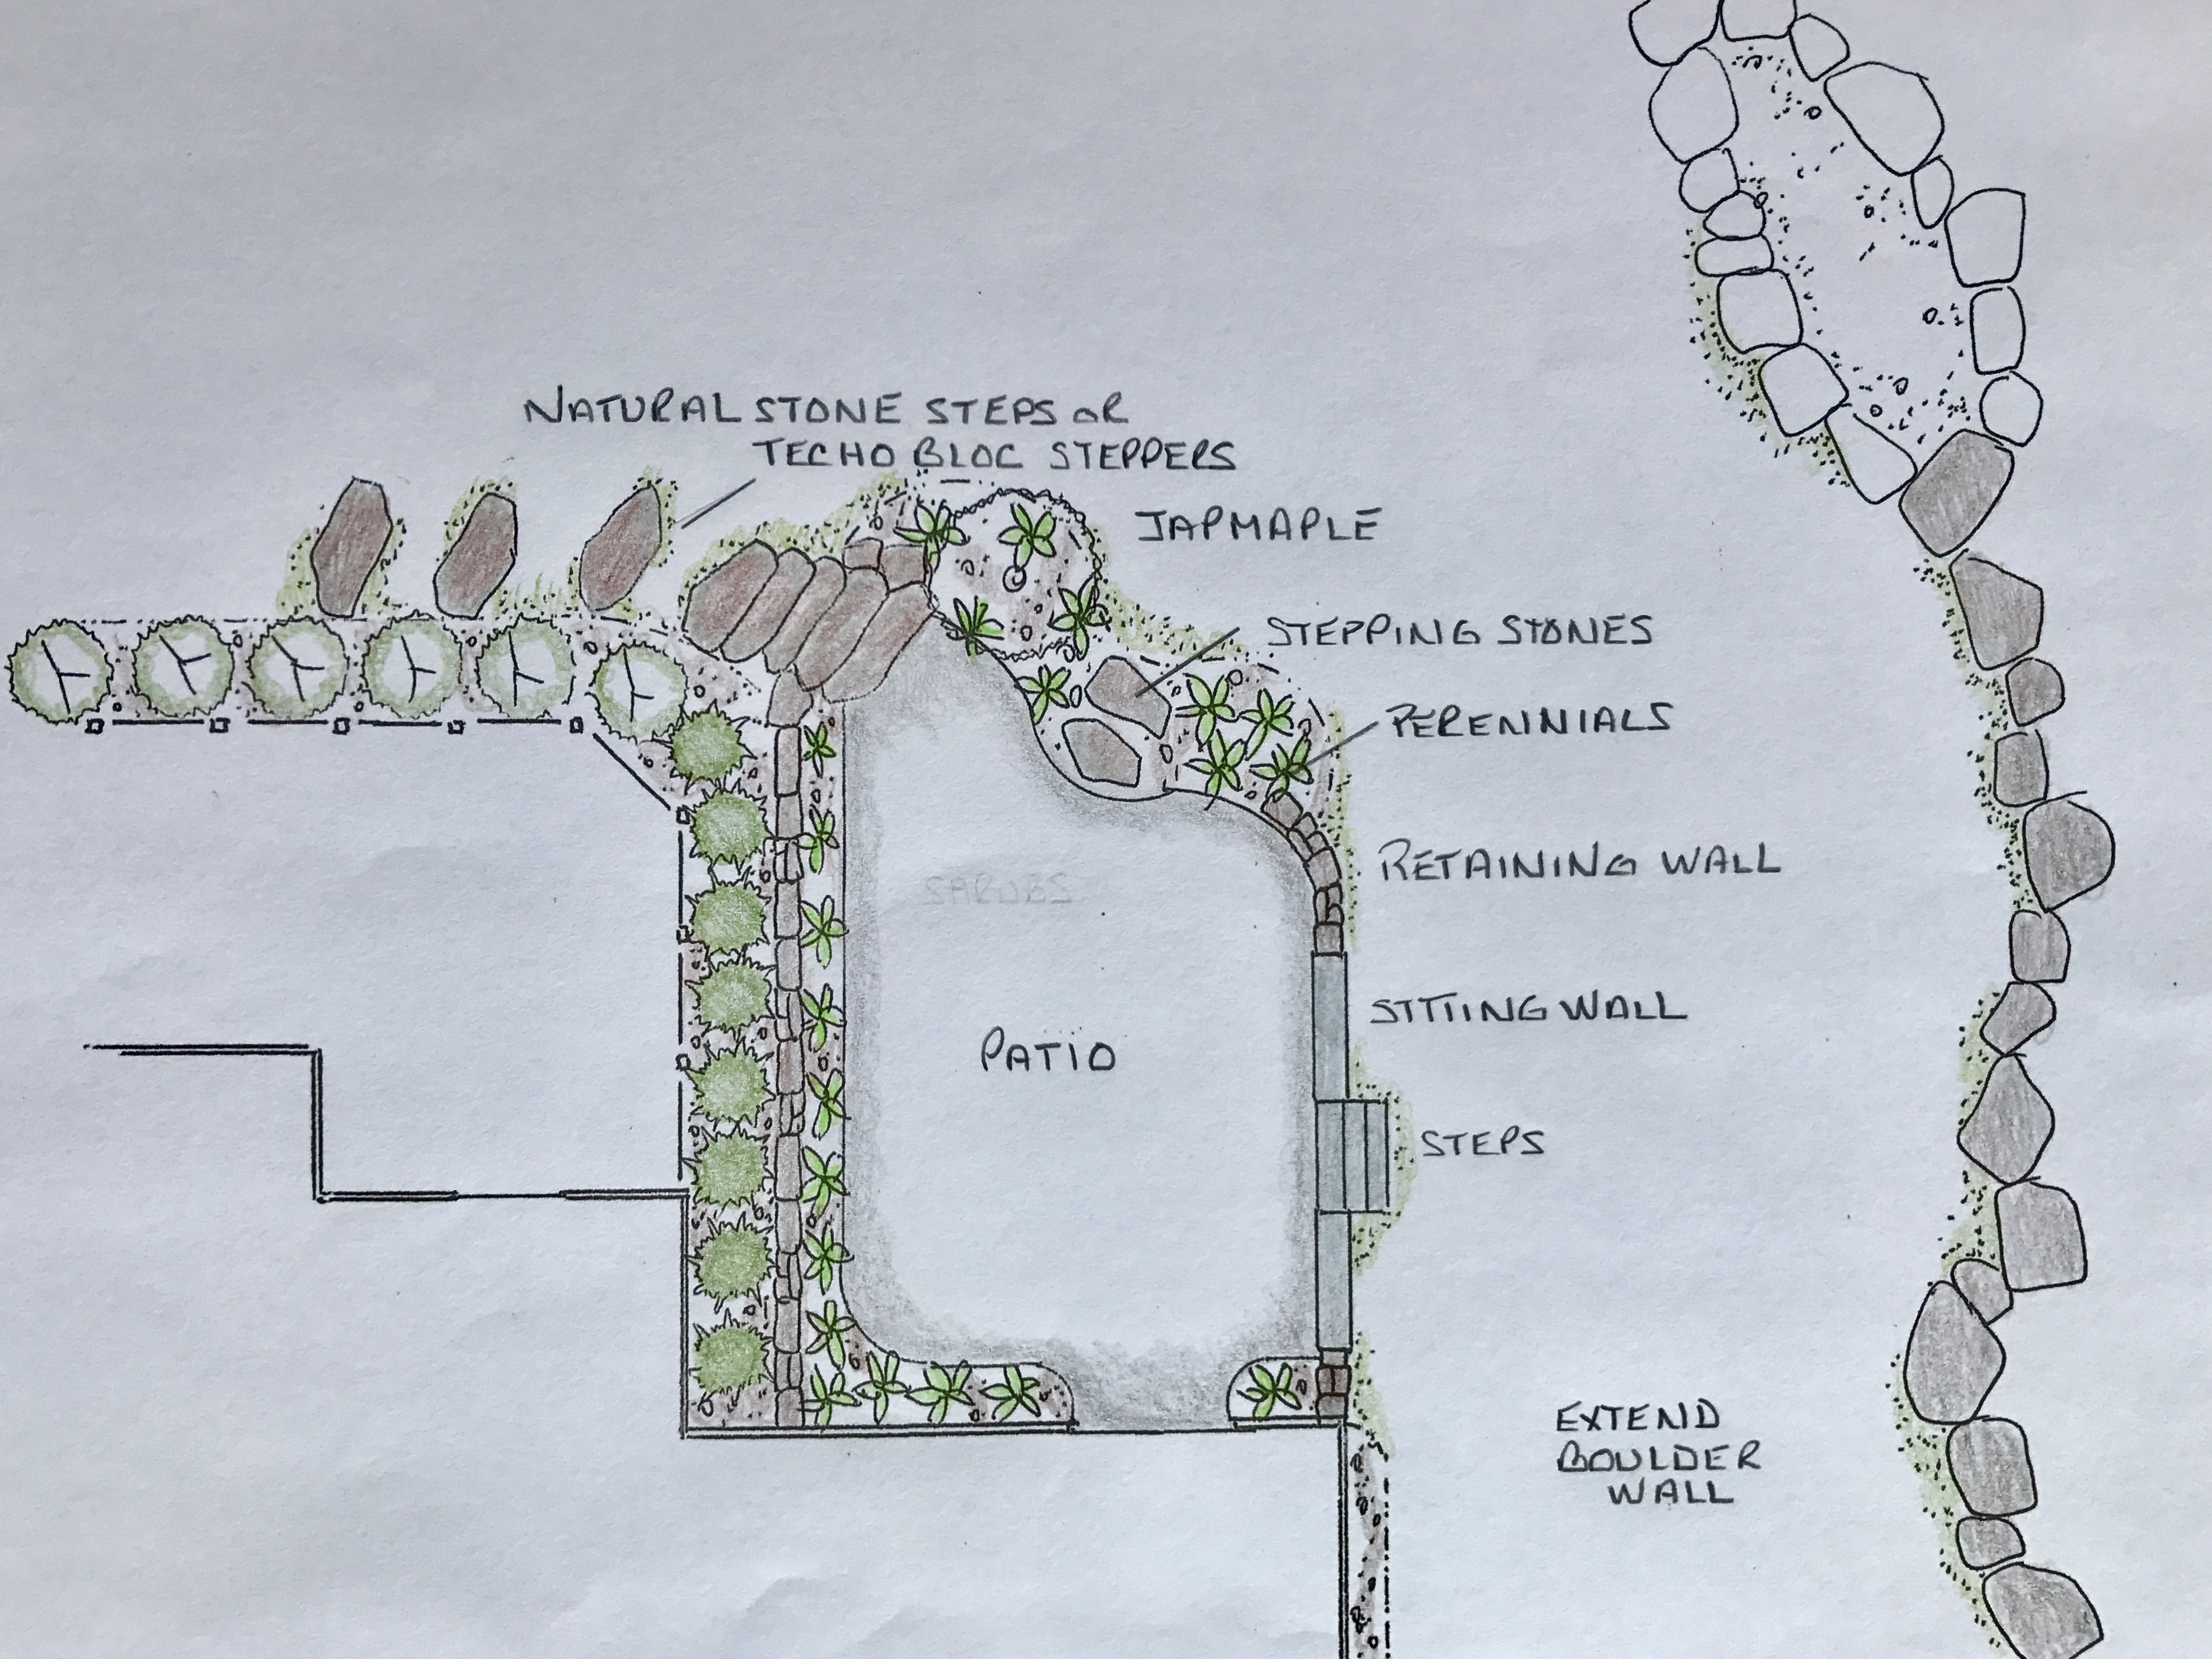 NATURAL STONE STEPS OR
TECHO BLOC STEPPERS
JAPMAPLE
STEPPING STONES
PERENNIALS
RETAINING WALL
SITTING WALL
PATIO
STEPS
EXTEND
BOULDER
WALL